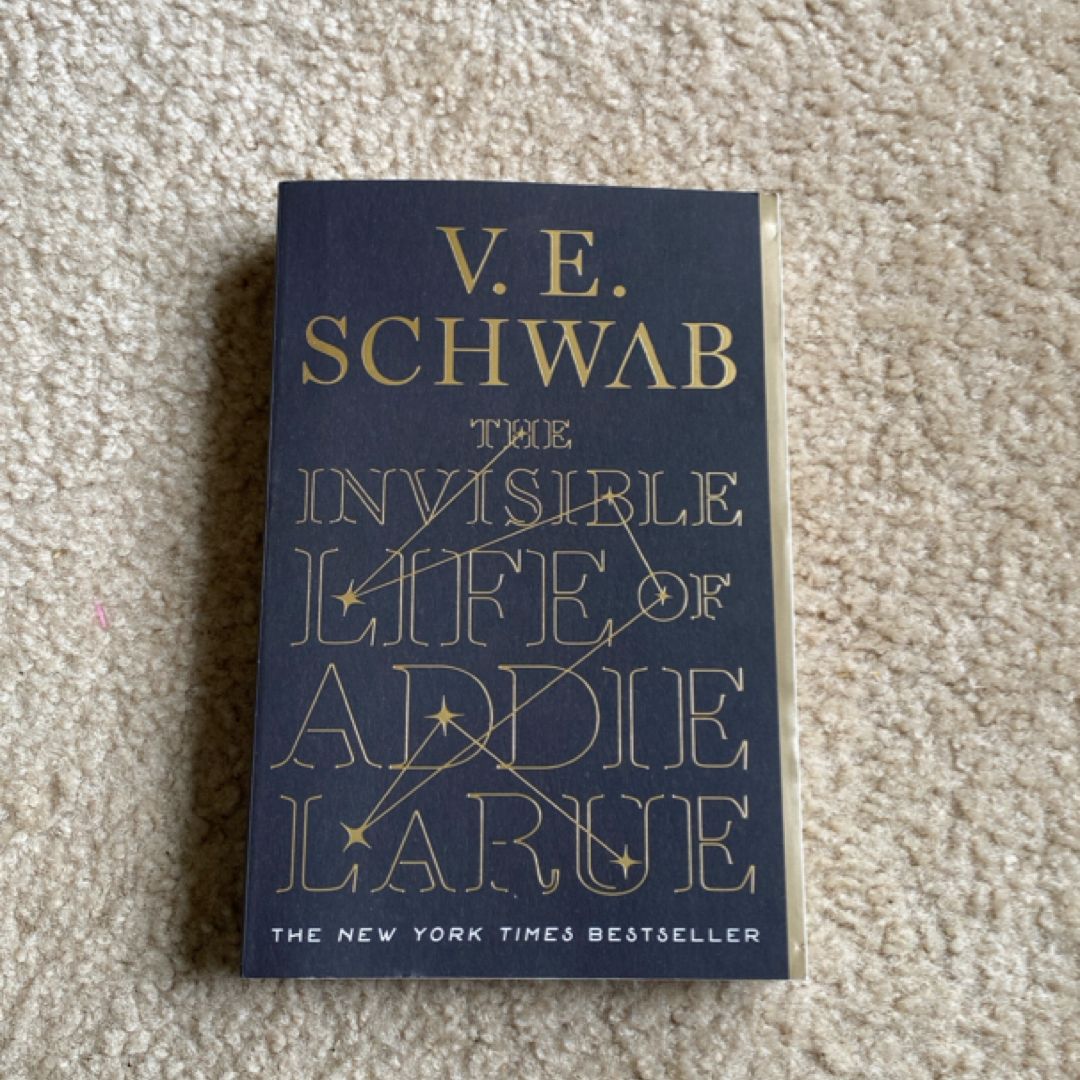 V. E.
SCHWAB
THE
INVISIBLE
LIFE OF
ADDIE
LARUE
THE NEW YORK TIMES BESTSELLER